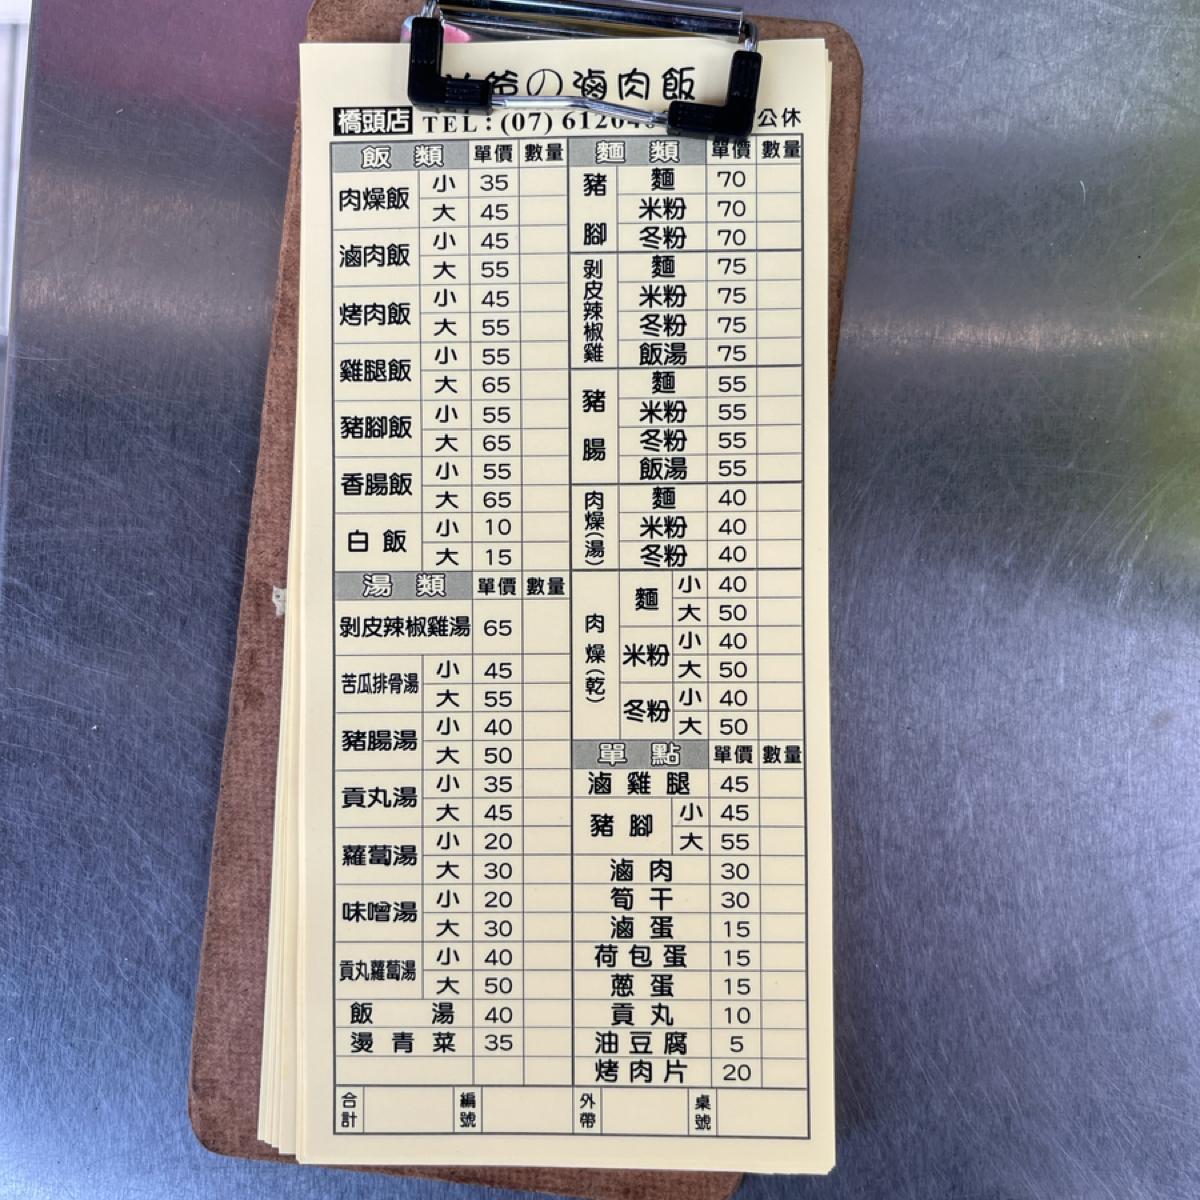 の滷肉飯
橋頭店 TEL:(07) 6120 公休
飯類 單價 數量
肉燥飯 小 35
大 45
滷肉飯 小 45
大 55
烤肉飯 小 45
大 55
雞腿飯 小 55
大 65
豬腳飯 小 55
大 65
香腸飯 小 55
大 65
白飯 小 10
大 15
湯類 單價 數量
剝皮辣椒雞湯 65
苦瓜排骨湯 小 45
大 55
豬腸湯 小 40
大 50
貢丸湯 小 35
大 45
蘿蔔湯 小 20
大 30
味噌湯 小 20
大 30
貢丸蘿蔔湯 小 40
大 50
飯湯 40
燙青菜 35
麵類 單價 數量
豬腳 麵 70
米粉 70
冬粉 70
剝皮辣椒雞 麵 75
米粉 75
冬粉 75
飯湯 75
豬腸 麵 55
米粉 55
冬粉 55
飯湯 55
肉燥(湯) 麵 40
米粉 40
冬粉 40
肉燥(乾) 麵 小 40
大 50
米粉 小 40
大 50
冬粉 小 40
大 50
單點 單價 數量
滷雞腿 45
豬腳 小 45
大 55
滷肉 30
筍干 30
滷蛋 15
荷包蛋 15
蔥蛋 15
貢丸 10
油豆腐 5
烤肉片 20
合計 編號 外帶 桌號